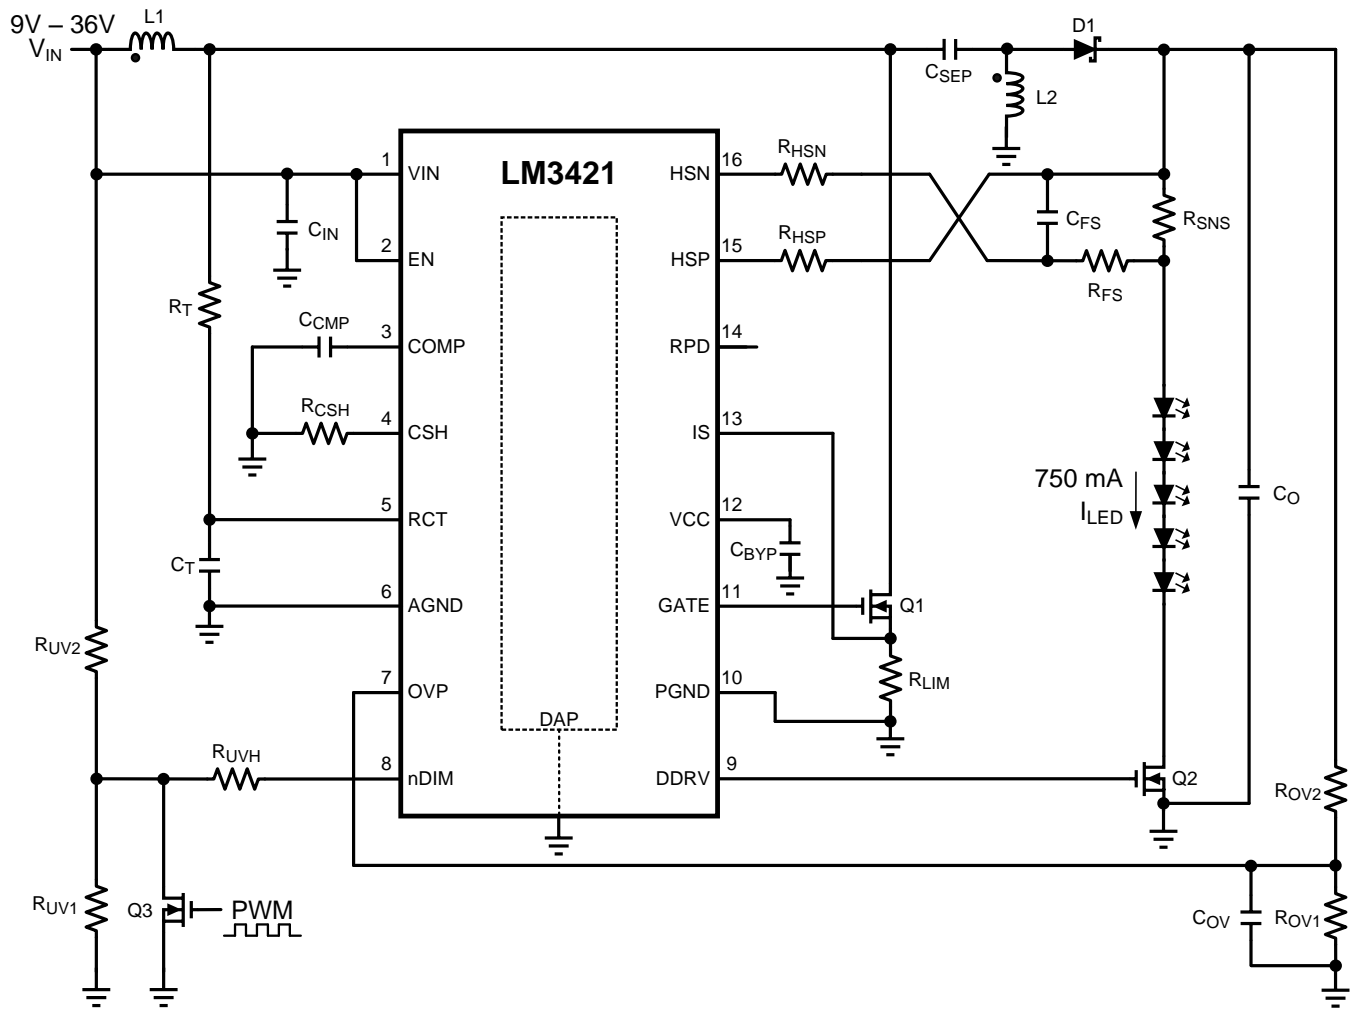 9V – 36V
VIN
L1
D1
CSEP
L2
LM3421
1
VIN
HSN
16
RHSN
CIN
CFS
RSNS
2
EN
HSP
15
RHSP
RFS
RT
CCMP
3
COMP
RPD
14
RCSH
4
CSH
IS
13
750 mA
ILED
CO
5
RCT
VCC
12
CT
CBYP
6
AGND
GATE
11
Q1
RUV2
7
OVP
PGND
10
RLIM
DAP
RUVH
8
nDIM
DDRV
9
Q2
ROV2
RUV1
Q3
PWM
COV
ROV1